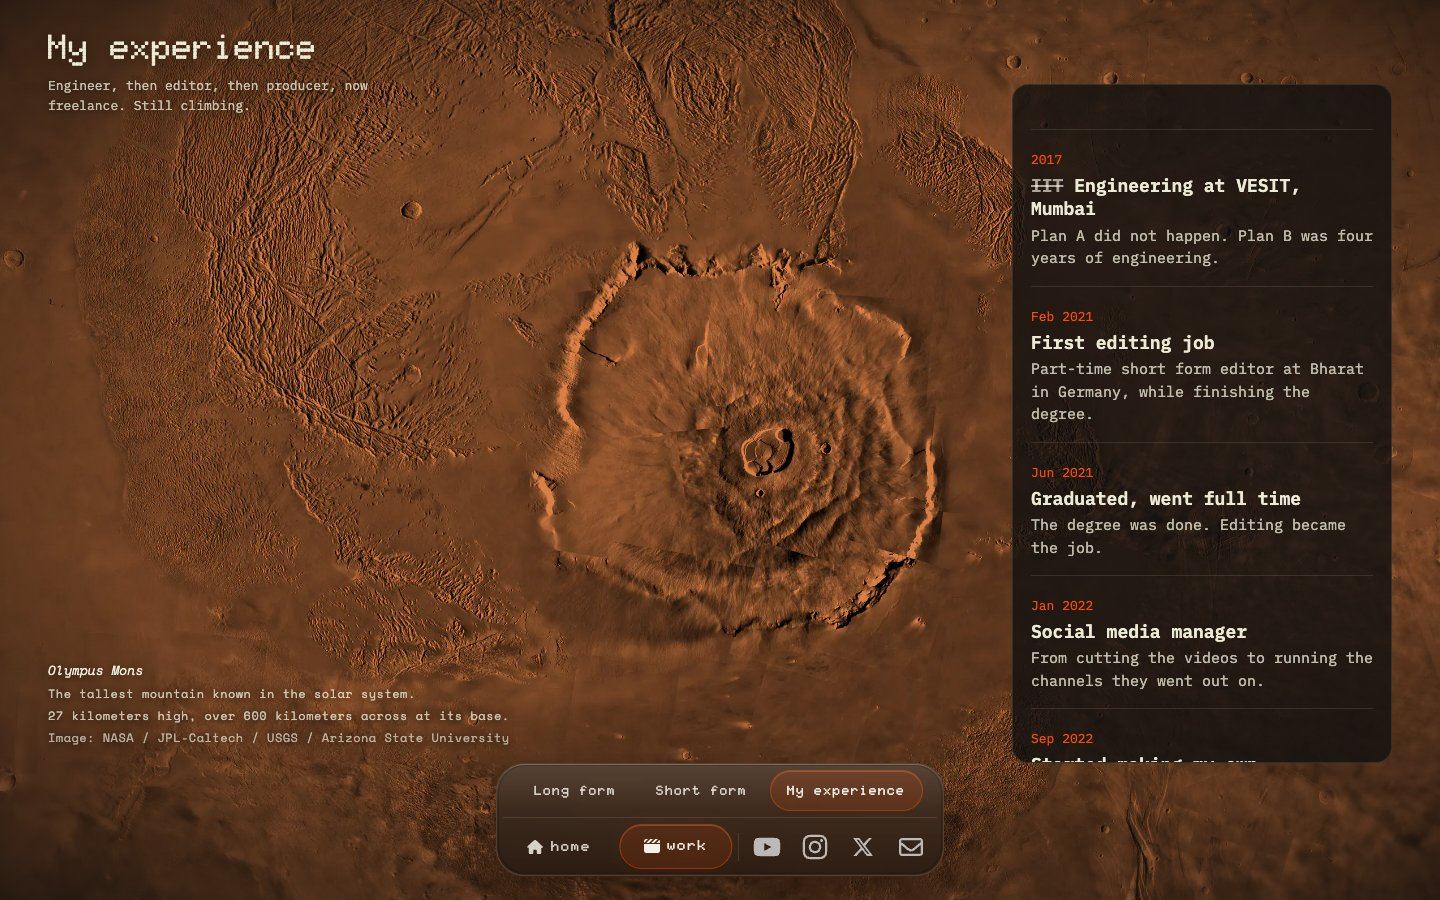 My experience
Engineer, then editor, then producer, now
freelance. Still climbing.
2017
IIT Engineering at VESIT,
Mumbai
Plan A did not happen. Plan B was four
years of engineering.
Feb 2021
First editing job
Part-time short form editor at Bharat
in Germany, while finishing the
degree.
Jun 2021
Graduated, went full time
The degree was done. Editing became
the job.
Jan 2022
Social media manager
From cutting the videos to running the
channels they went out on.
Sep 2022
Started making my own
Olympus Mons
The tallest mountain known in the solar system.
27 kilometers high, over 600 kilometers across at its base.
Image: NASA / JPL-Caltech / USGS / Arizona State University
Long form Short form My experience
home work